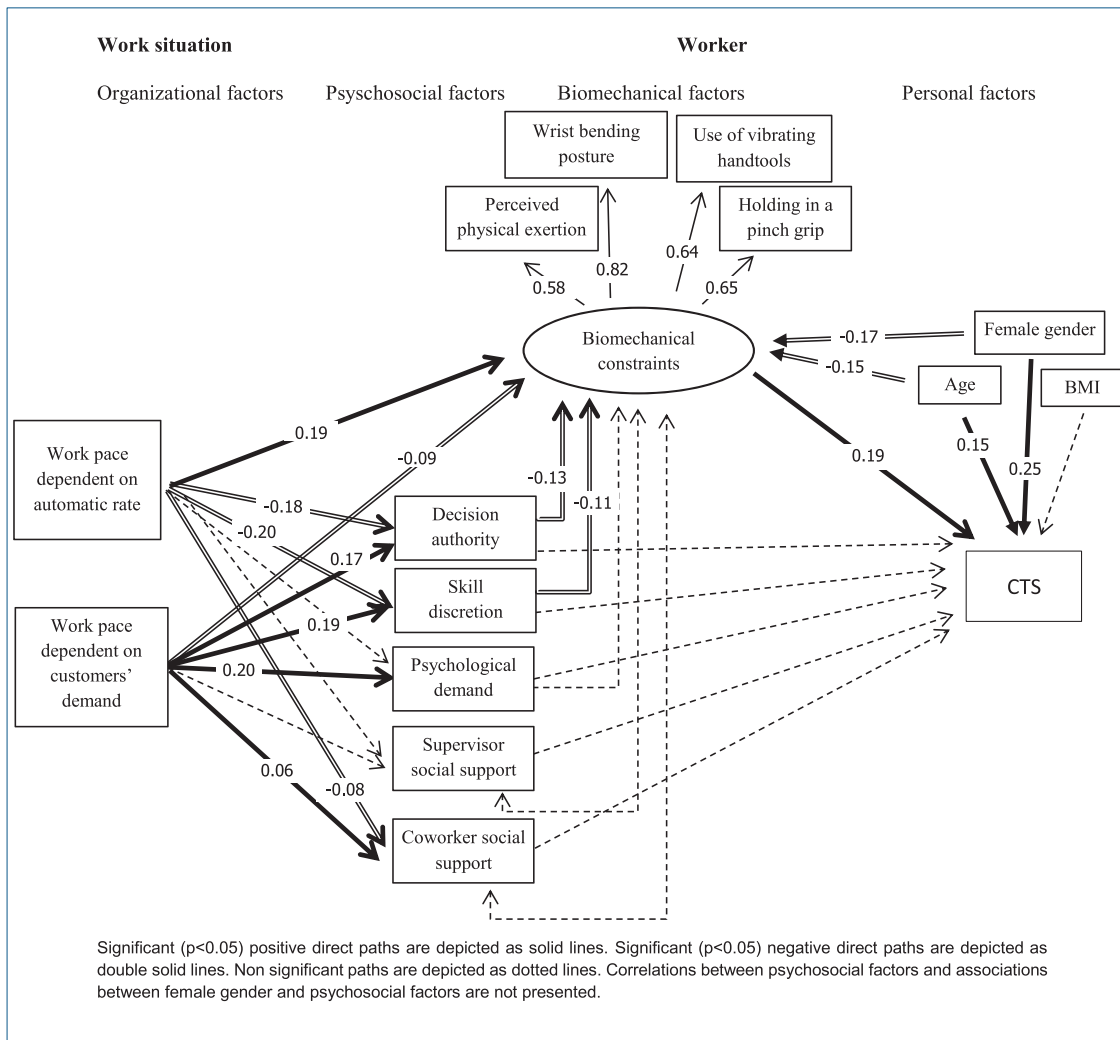 Work situation
Worker
Organizational factors
Psyschosocial factors
Biomechanical factors
Personal factors
Wrist bending
posture
Use of vibrating
handtools
Perceived
physical exertion
Holding in a
pinch grip
0.58
0.82
0.64
0.65
Biomechanical
constraints
-0.17
-0.15
Female gender
Age
BMI
Work pace
dependent on
automatic rate
0.19
-0.09
-0.13
-0.11
0.19
0.15
0.25
-0.18
-0.20
0.17
0.19
0.20
0.06
-0.08
Decision
authority
Skill
discretion
CTS
Work pace
dependent on
customers’
demand
Psychological
demand
Supervisor
social support
Coworker social
support
Significant (p<0.05) positive direct paths are depicted as solid lines. Significant (p<0.05) negative direct paths are depicted as
double solid lines. Non significant paths are depicted as dotted lines. Correlations between psychosocial factors and associations
between female gender and psychosocial factors are not presented.